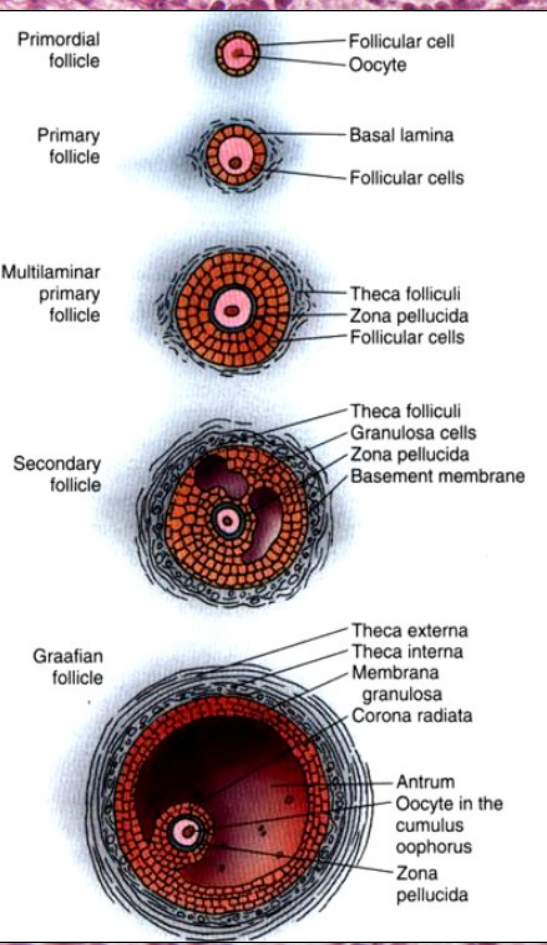 Primordial
follicle
Follicular cell
Oocyte
Primary
follicle
Basal lamina
Follicular cells
Multilaminar
primary
follicle
Theca folliculi
Zona pellucida
Follicular cells
Secondary
follicle
Theca folliculi
Granulosa cells
Zona pellucida
Basement membrane
Graafian
follicle
Theca externa
Theca interna
Membrana
granulosa
Corona radiata
Antrum
Oocyte in the
cumulus
oophorus
Zona
pellucida